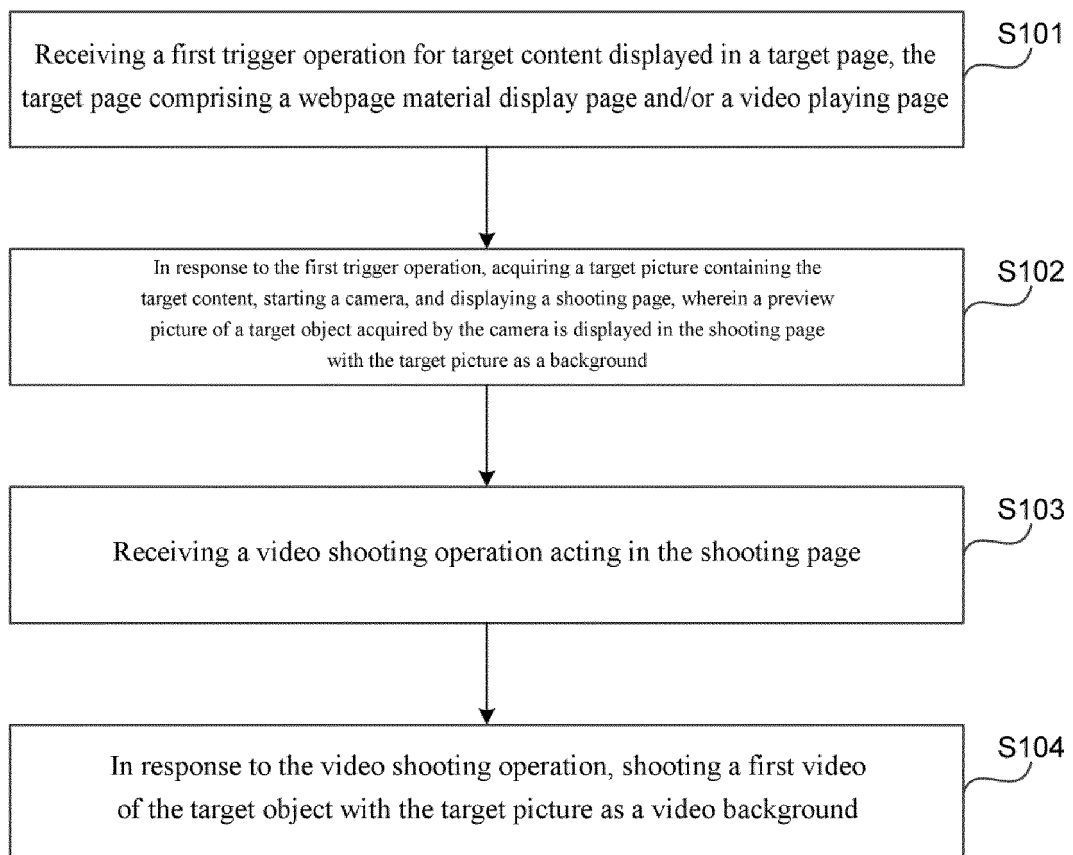 Receiving a first trigger operation for target content displayed in a target page, the
target page comprising a webpage material display page and/or a video playing page
S101
In response to the first trigger operation, acquiring a target picture containing the
target content, starting a camera, and displaying a shooting page, wherein a preview
picture of a target object acquired by the camera is displayed in the shooting page
with the target picture as a background
S102
Receiving a video shooting operation acting in the shooting page
S103
In response to the video shooting operation, shooting a first video
of the target object with the target picture as a video background
S104